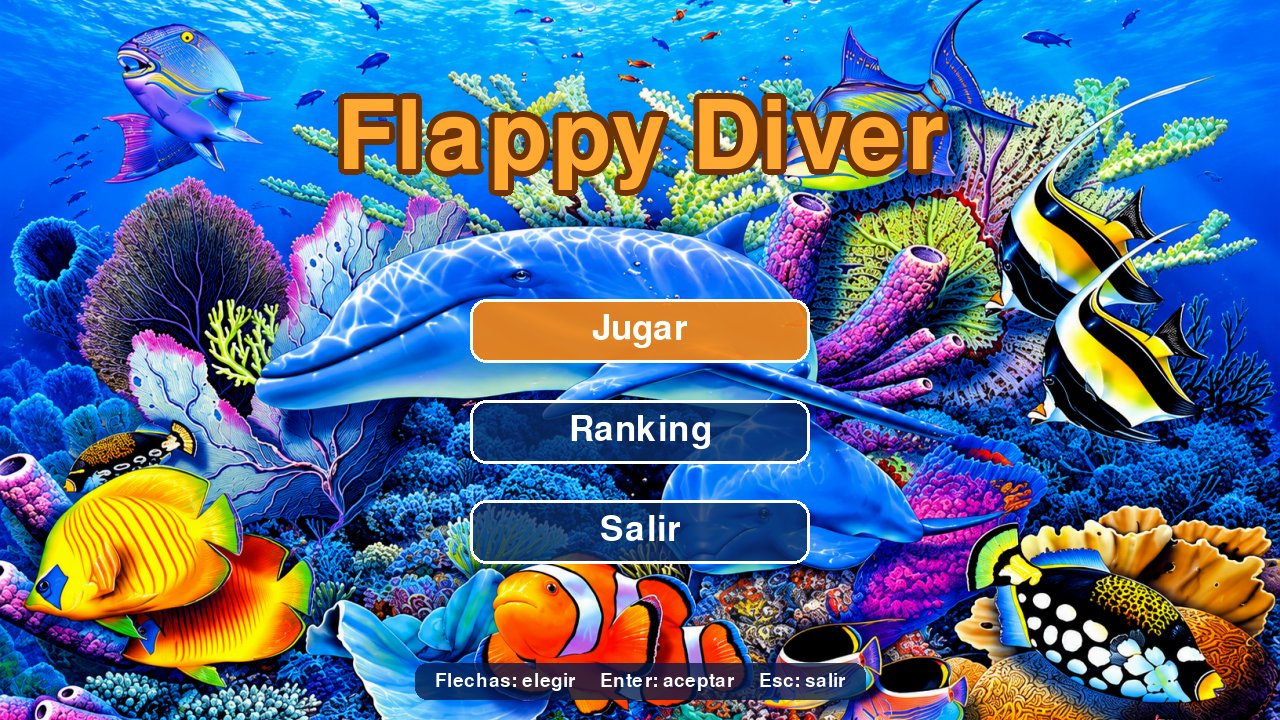 Flappy Diver
Jugar
Ranking
Salir
Flechas: elegir Enter: aceptar Esc: salir